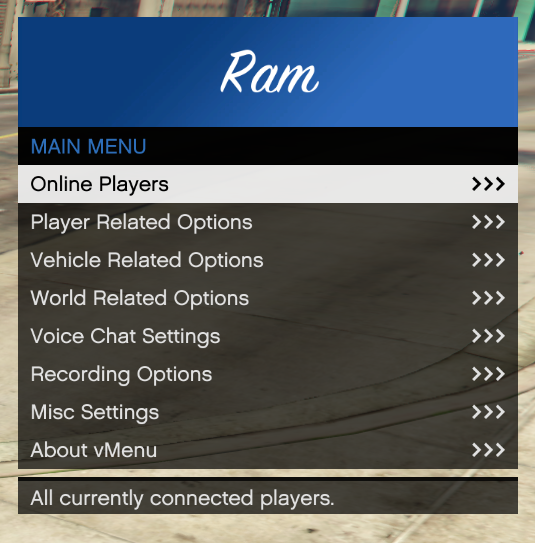 Ram
MAIN MENU
Online Players >>>
Player Related Options >>>
Vehicle Related Options >>>
World Related Options >>>
Voice Chat Settings >>>
Recording Options >>>
Misc Settings >>>
About vMenu >>>
All currently connected players.